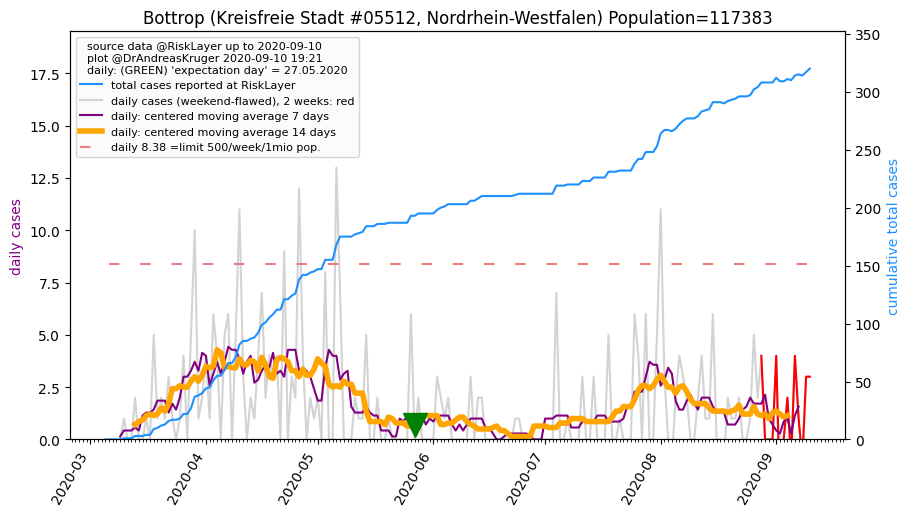 Bottrop (Kreisfreie Stadt #05512, Nordrhein-Westfalen) Population=117383
source data @RiskLayer up to 2020-09-10
plot @DrAndreasKruger 2020-09-10 19:21
daily: (GREEN) 'expectation day' = 27.05.2020
total cases reported at RiskLayer
daily cases (weekend-flawed), 2 weeks: red
daily: centered moving average 7 days
daily: centered moving average 14 days
daily 8.38 =limit 500/week/1mio pop.
daily cases
17.5
15.0
12.5
10.0
7.5
5.0
2.5
0.0
350
300
250
200
150
100
50
0
cumulative total cases
2020-03
2020-04
2020-05
2020-06
2020-07
2020-08
2020-09